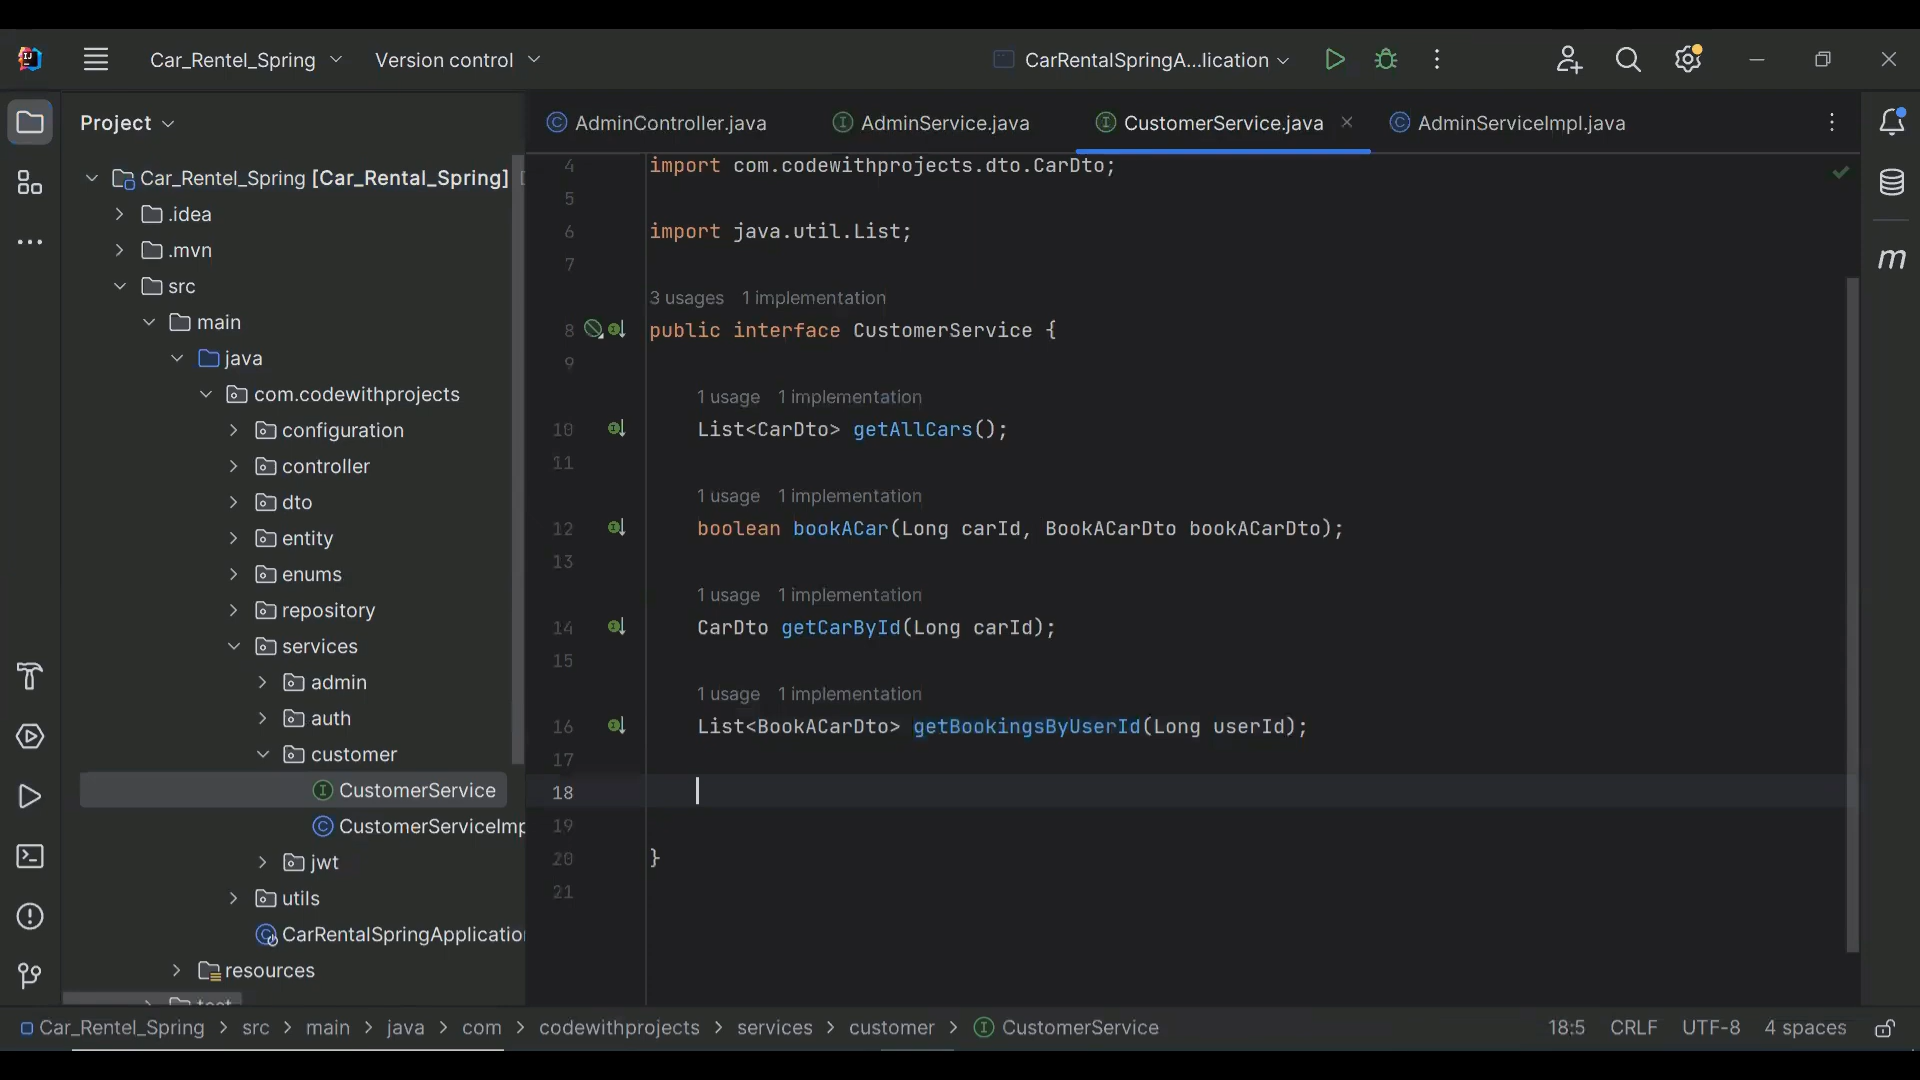 Car_Rentel_Spring
Version control
CarRentalSpringA...lication
Project
AdminController.java
AdminService.java
CustomerService.java
AdminServiceImpl.java
Car_Rentel_Spring [Car_Rental_Spring]
.idea
.mvn
src
main
java
com.codewithprojects
configuration
controller
dto
entity
enums
repository
services
admin
auth
customer
CustomerService
CustomerServiceImp
jwt
utils
CarRentalSpringApplication
resources
test
4 import com.codewithprojects.dto.CarDto;
5
6 import java.util.List;
7
3 usages 1 implementation
8 public interface CustomerService {
9
1 usage 1 implementation
10 List<CarDto> getAllCars();
11
1 usage 1 implementation
12 boolean bookACar(Long carId, BookACarDto bookACarDto);
13
1 usage 1 implementation
14 CarDto getCarById(Long carId);
15
1 usage 1 implementation
16 List<BookACarDto> getBookingsByUserId(Long userId);
17
18
19
20 }
21
m
Car_Rentel_Spring > src > main > java > com > codewithprojects > services > customer > CustomerService
18:5 CRLF UTF-8 4 spaces